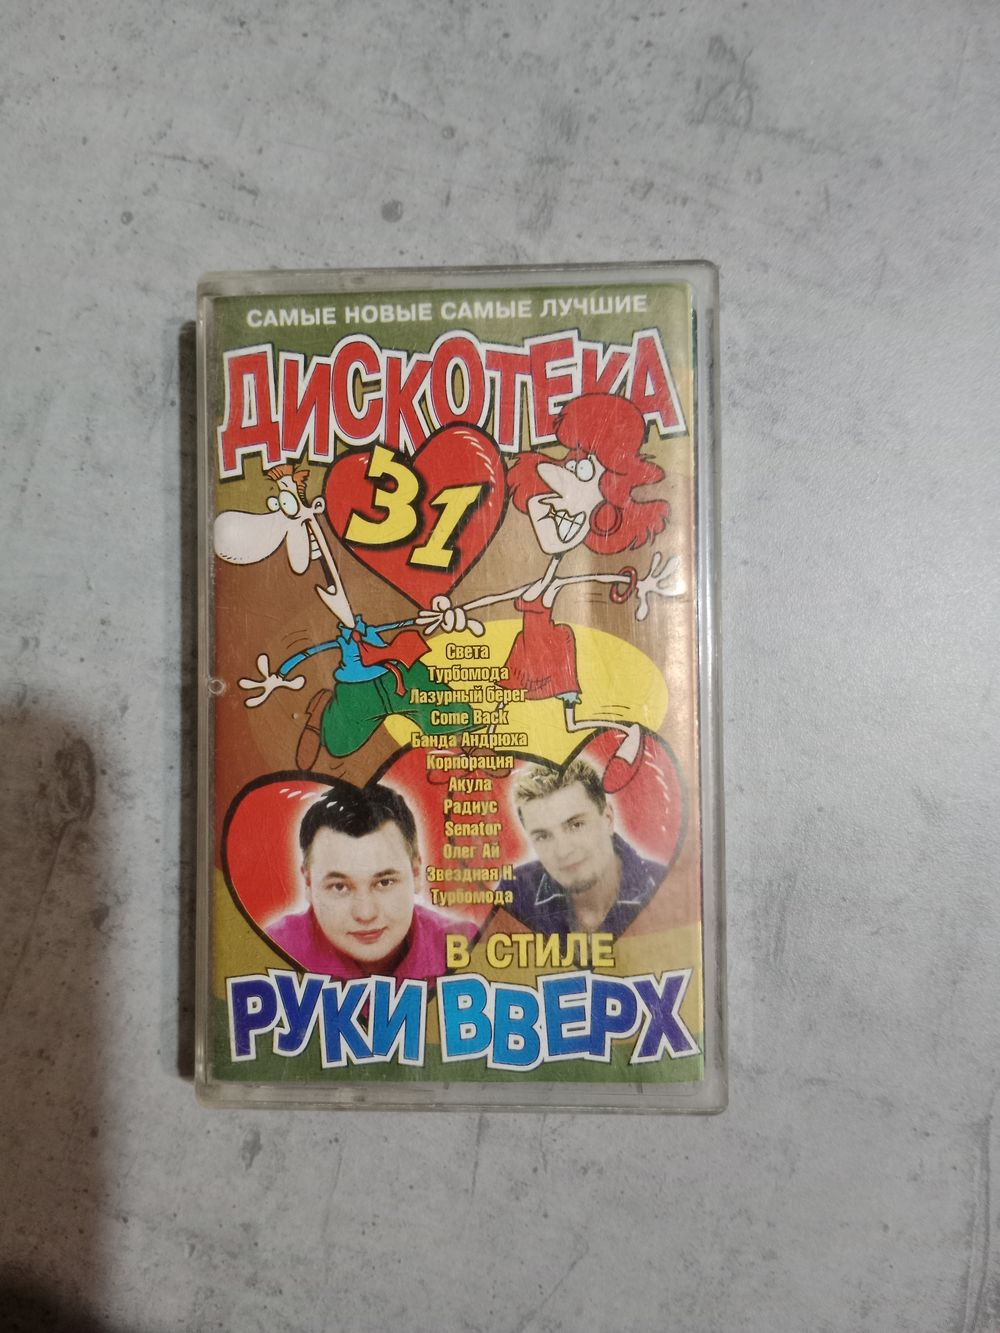 САМЫЕ НОВЫЕ САМЫЕ ЛУЧШИЕ
ДИСКОТЕКА
31
Света
Турбомода
Лазурный берег
Come Back
Банда Андрюха
Корпорация
Акула
Радиус
Senator
Олег Ай
Звездная Н.
Турбомода
В СТИЛЕ
РУКИ ВВЕРХ